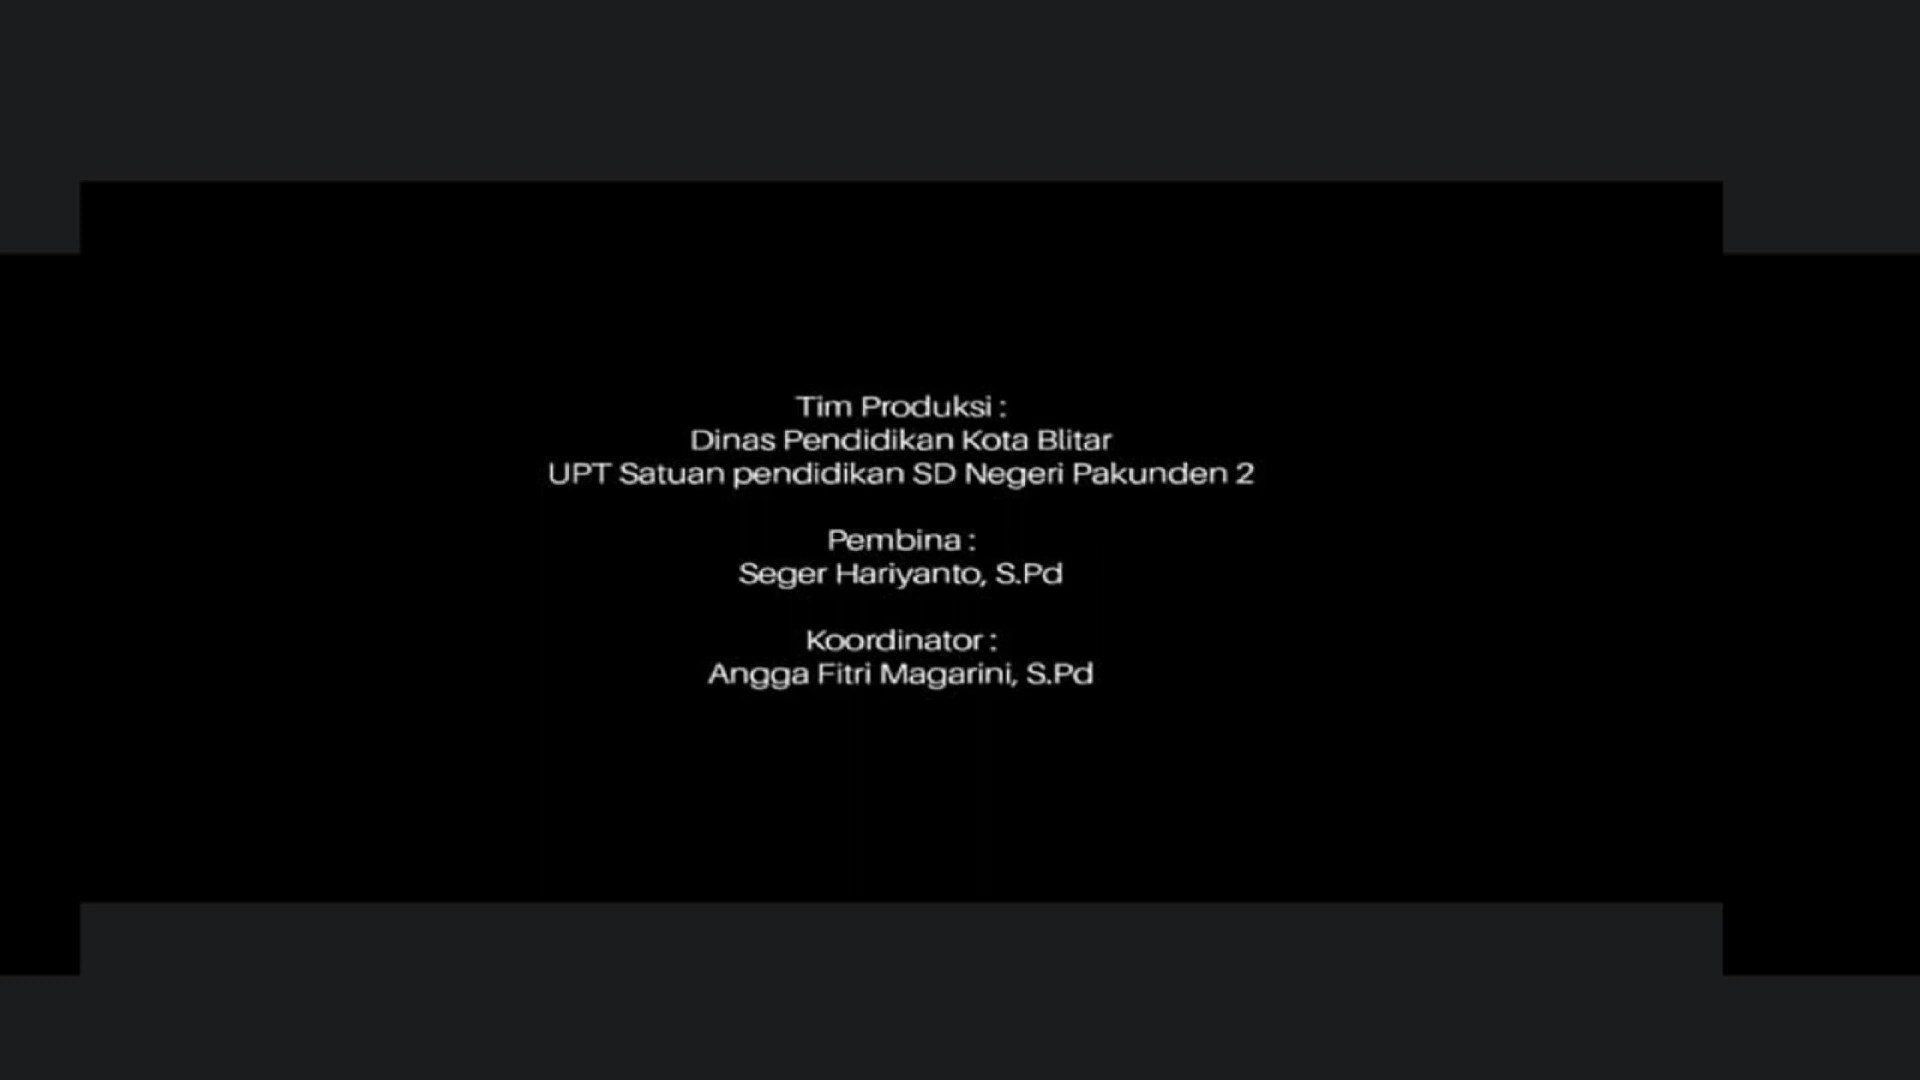 Tim Produksi :
Dinas Pendidikan Kota Blitar
UPT Satuan pendidikan SD Negeri Pakunden 2
Pembina :
Seger Hariyanto, S.Pd
Koordinator :
Angga Fitri Magarini, S.Pd